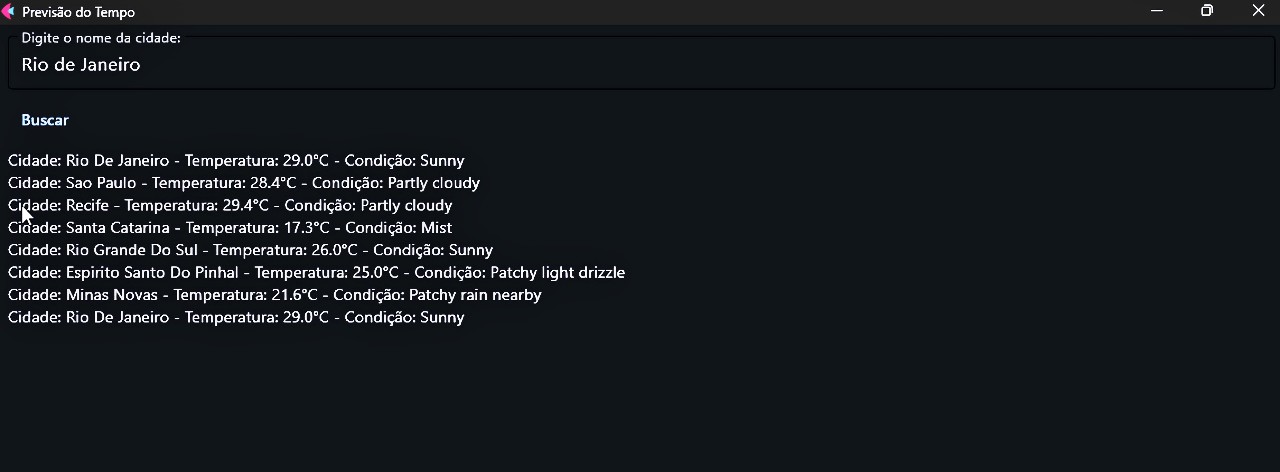 Previsão do Tempo
Digite o nome da cidade:
Rio de Janeiro
Buscar
Cidade: Rio De Janeiro - Temperatura: 29.0°C - Condição: Sunny
Cidade: Sao Paulo - Temperatura: 28.4°C - Condição: Partly cloudy
Cidade: Recife - Temperatura: 29.4°C - Condição: Partly cloudy
Cidade: Santa Catarina - Temperatura: 17.3°C - Condição: Mist
Cidade: Rio Grande Do Sul - Temperatura: 26.0°C - Condição: Sunny
Cidade: Espirito Santo Do Pinhal - Temperatura: 25.0°C - Condição: Patchy light drizzle
Cidade: Minas Novas - Temperatura: 21.6°C - Condição: Patchy rain nearby
Cidade: Rio De Janeiro - Temperatura: 29.0°C - Condição: Sunny